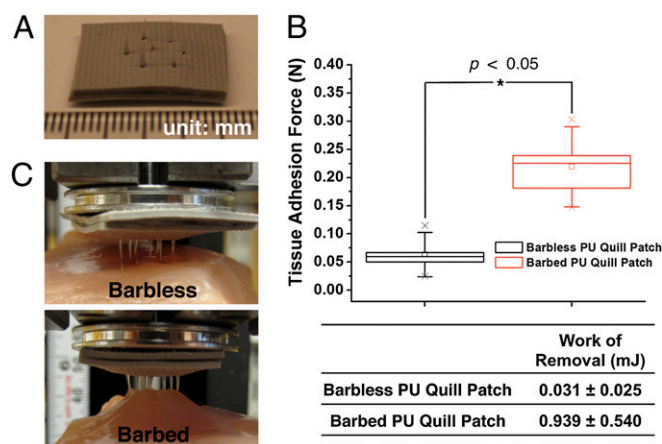 A
unit: mm
B
p < 0.05
*
Tissue Adhesion Force (N)
0.40
0.35
0.30
0.25
0.20
0.15
0.10
0.05
0.00
Barbless PU Quill Patch
Barbed PU Quill Patch
C
Barbless
Barbed
Work of
Removal (mJ)
Barbless PU Quill Patch 0.031 ± 0.025
Barbed PU Quill Patch 0.939 ± 0.540